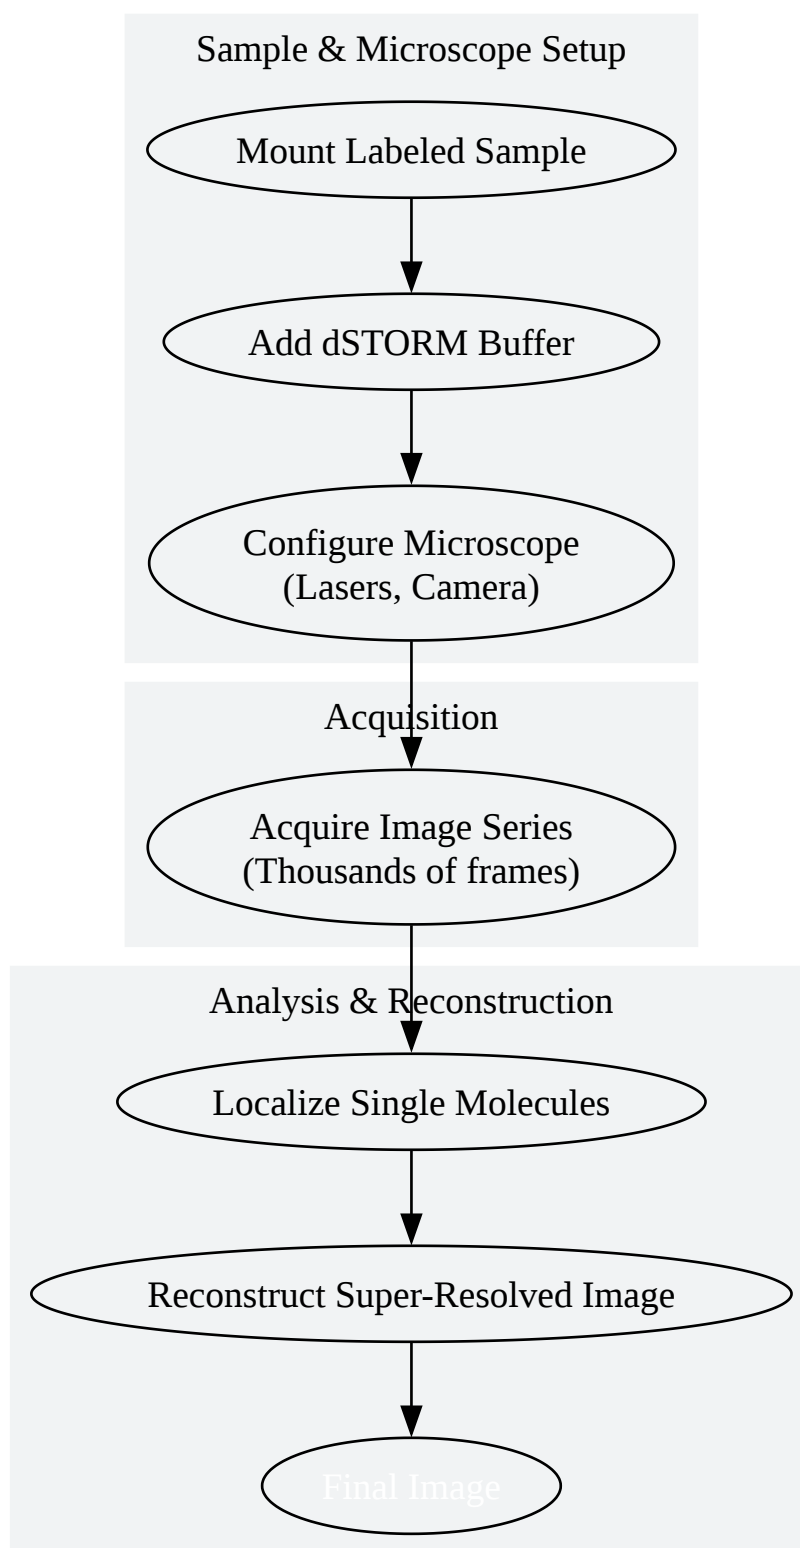 Sample & Microscope Setup
Mount Labeled Sample
Add dSTORM Buffer
Configure Microscope
(Lasers, Camera)
Acquisition
Acquire Image Series
(Thousands of frames)
Analysis & Reconstruction
Localize Single Molecules
Reconstruct Super-Resolved Image
Final Image